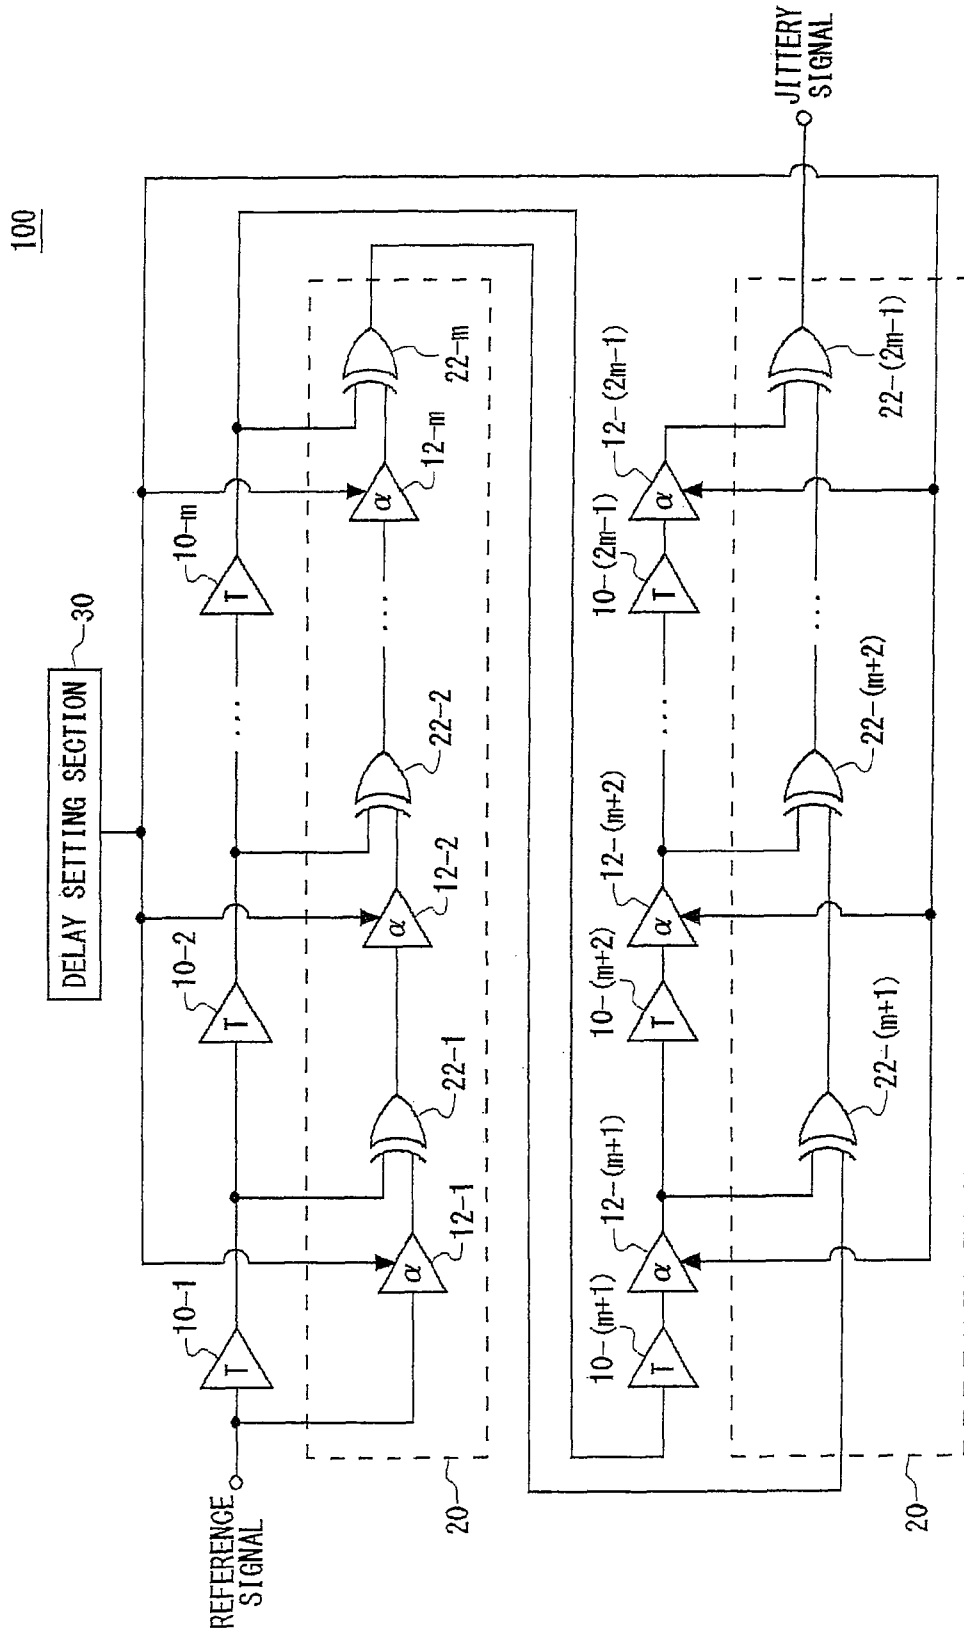 100
DELAY SETTING SECTION
30
REFERENCE
SIGNAL
10-1
T
10-2
T
...
10-m
T
20
α
12-1
22-1
α
12-2
22-2
...
α
12-m
22-m
10-(m+1)
T
12-(m+1)
α
10-(m+2)
T
12-(m+2)
α
...
10-(2m-1)
T
12-(2m-1)
α
20
22-(m+1)
22-(m+2)
...
22-(2m-1)
JITTERY
SIGNAL